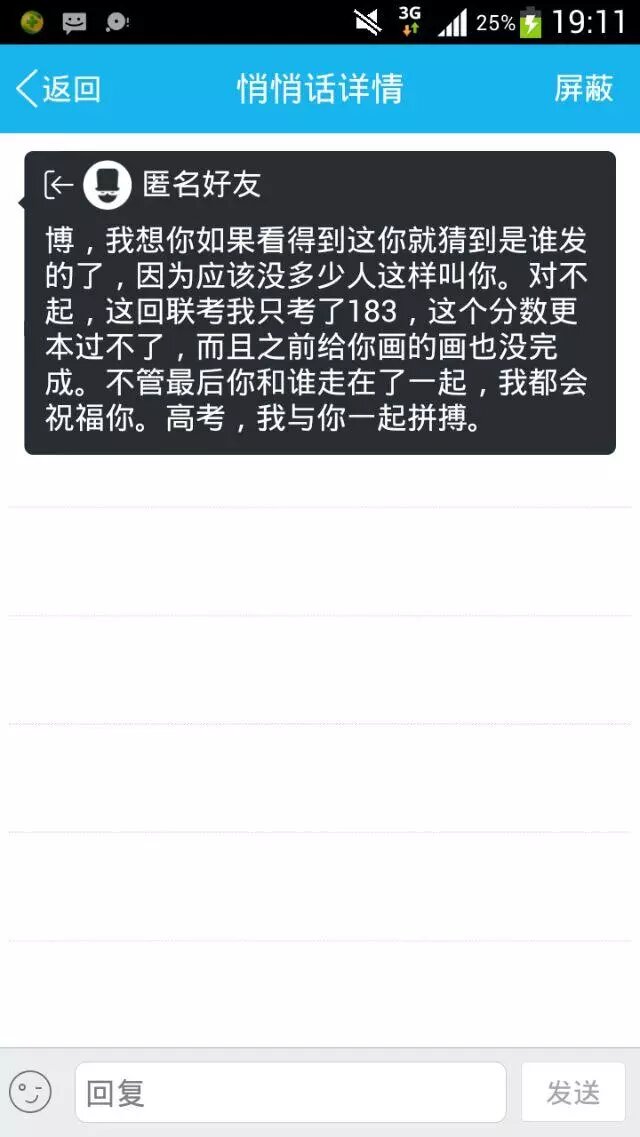 3G 25% 19:11
返回 悄悄话详情 屏蔽
匿名好友
博，我想你如果看得到这你就猜到是谁发
的了，因为应该没多少人这样叫你。对不
起，这回联考我只考了183，这个分数更
本过不了，而且之前给你画的画也没完
成。不管最后你和谁走在了一起，我都会
祝福你。高考，我与你一起拼搏。
回复 发送